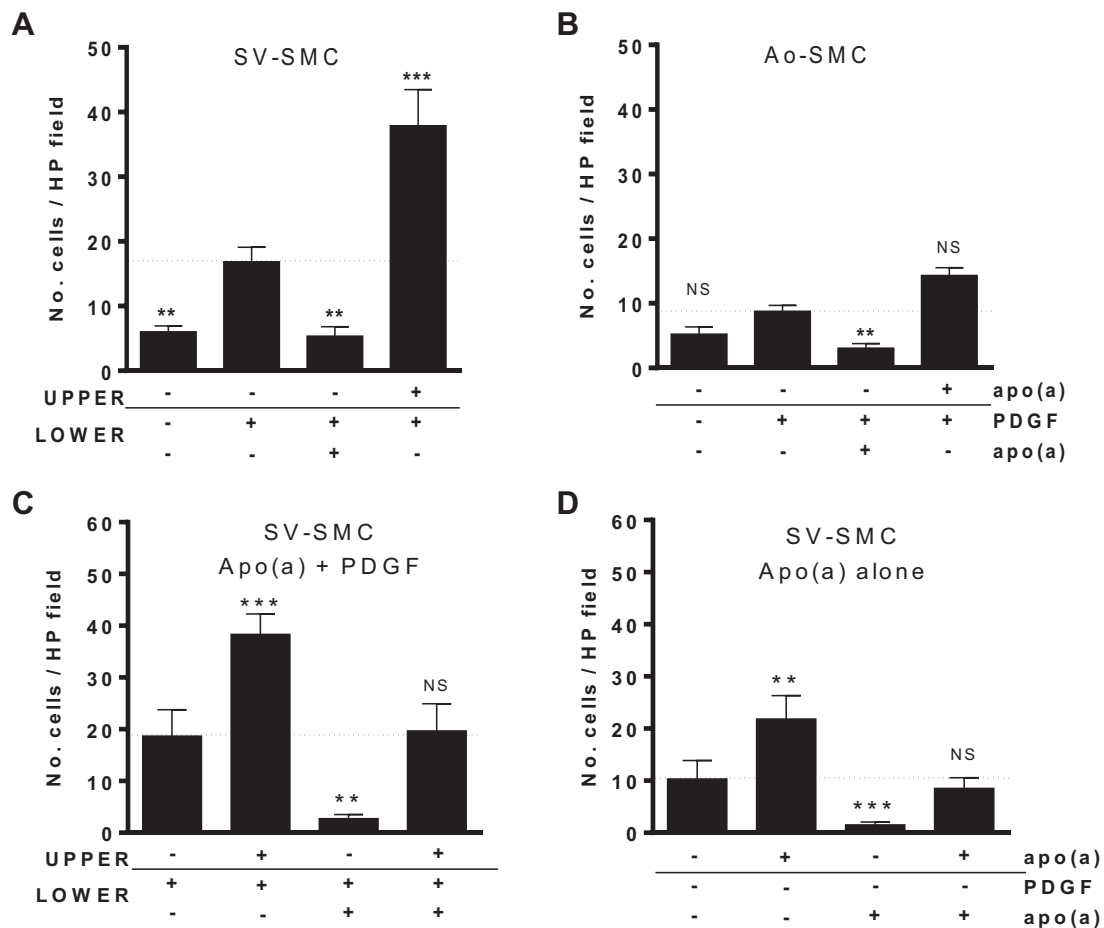 A
SV-SMC
No. cells / HP field
50
40
30
20
10
0
** ** ***
UPPER - - - +
LOWER - + + +
- - + -
B
Ao-SMC
No. cells / HP field
50
40
30
20
10
0
NS ** NS
- - - + apo(a)
- + + + PDGF
- - + - apo(a)
C
SV-SMC
Apo(a) + PDGF
No. cells / HP field
60
50
40
30
20
10
0
*** ** NS
UPPER - + - +
LOWER + + + +
- - + +
D
SV-SMC
Apo(a) alone
No. cells / HP field
60
50
40
30
20
10
0
** *** NS
- + - + apo(a)
- - - - PDGF
- - + + apo(a)